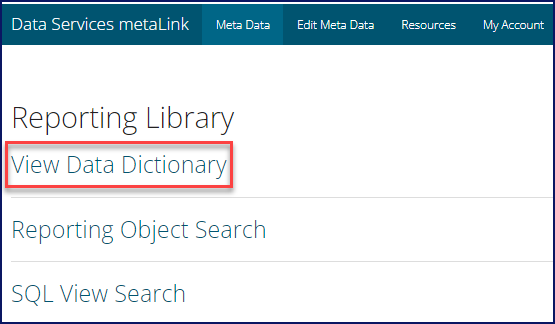 Data Services metaLink Meta Data Edit Meta Data Resources My Account
Reporting Library
View Data Dictionary
Reporting Object Search
SQL View Search